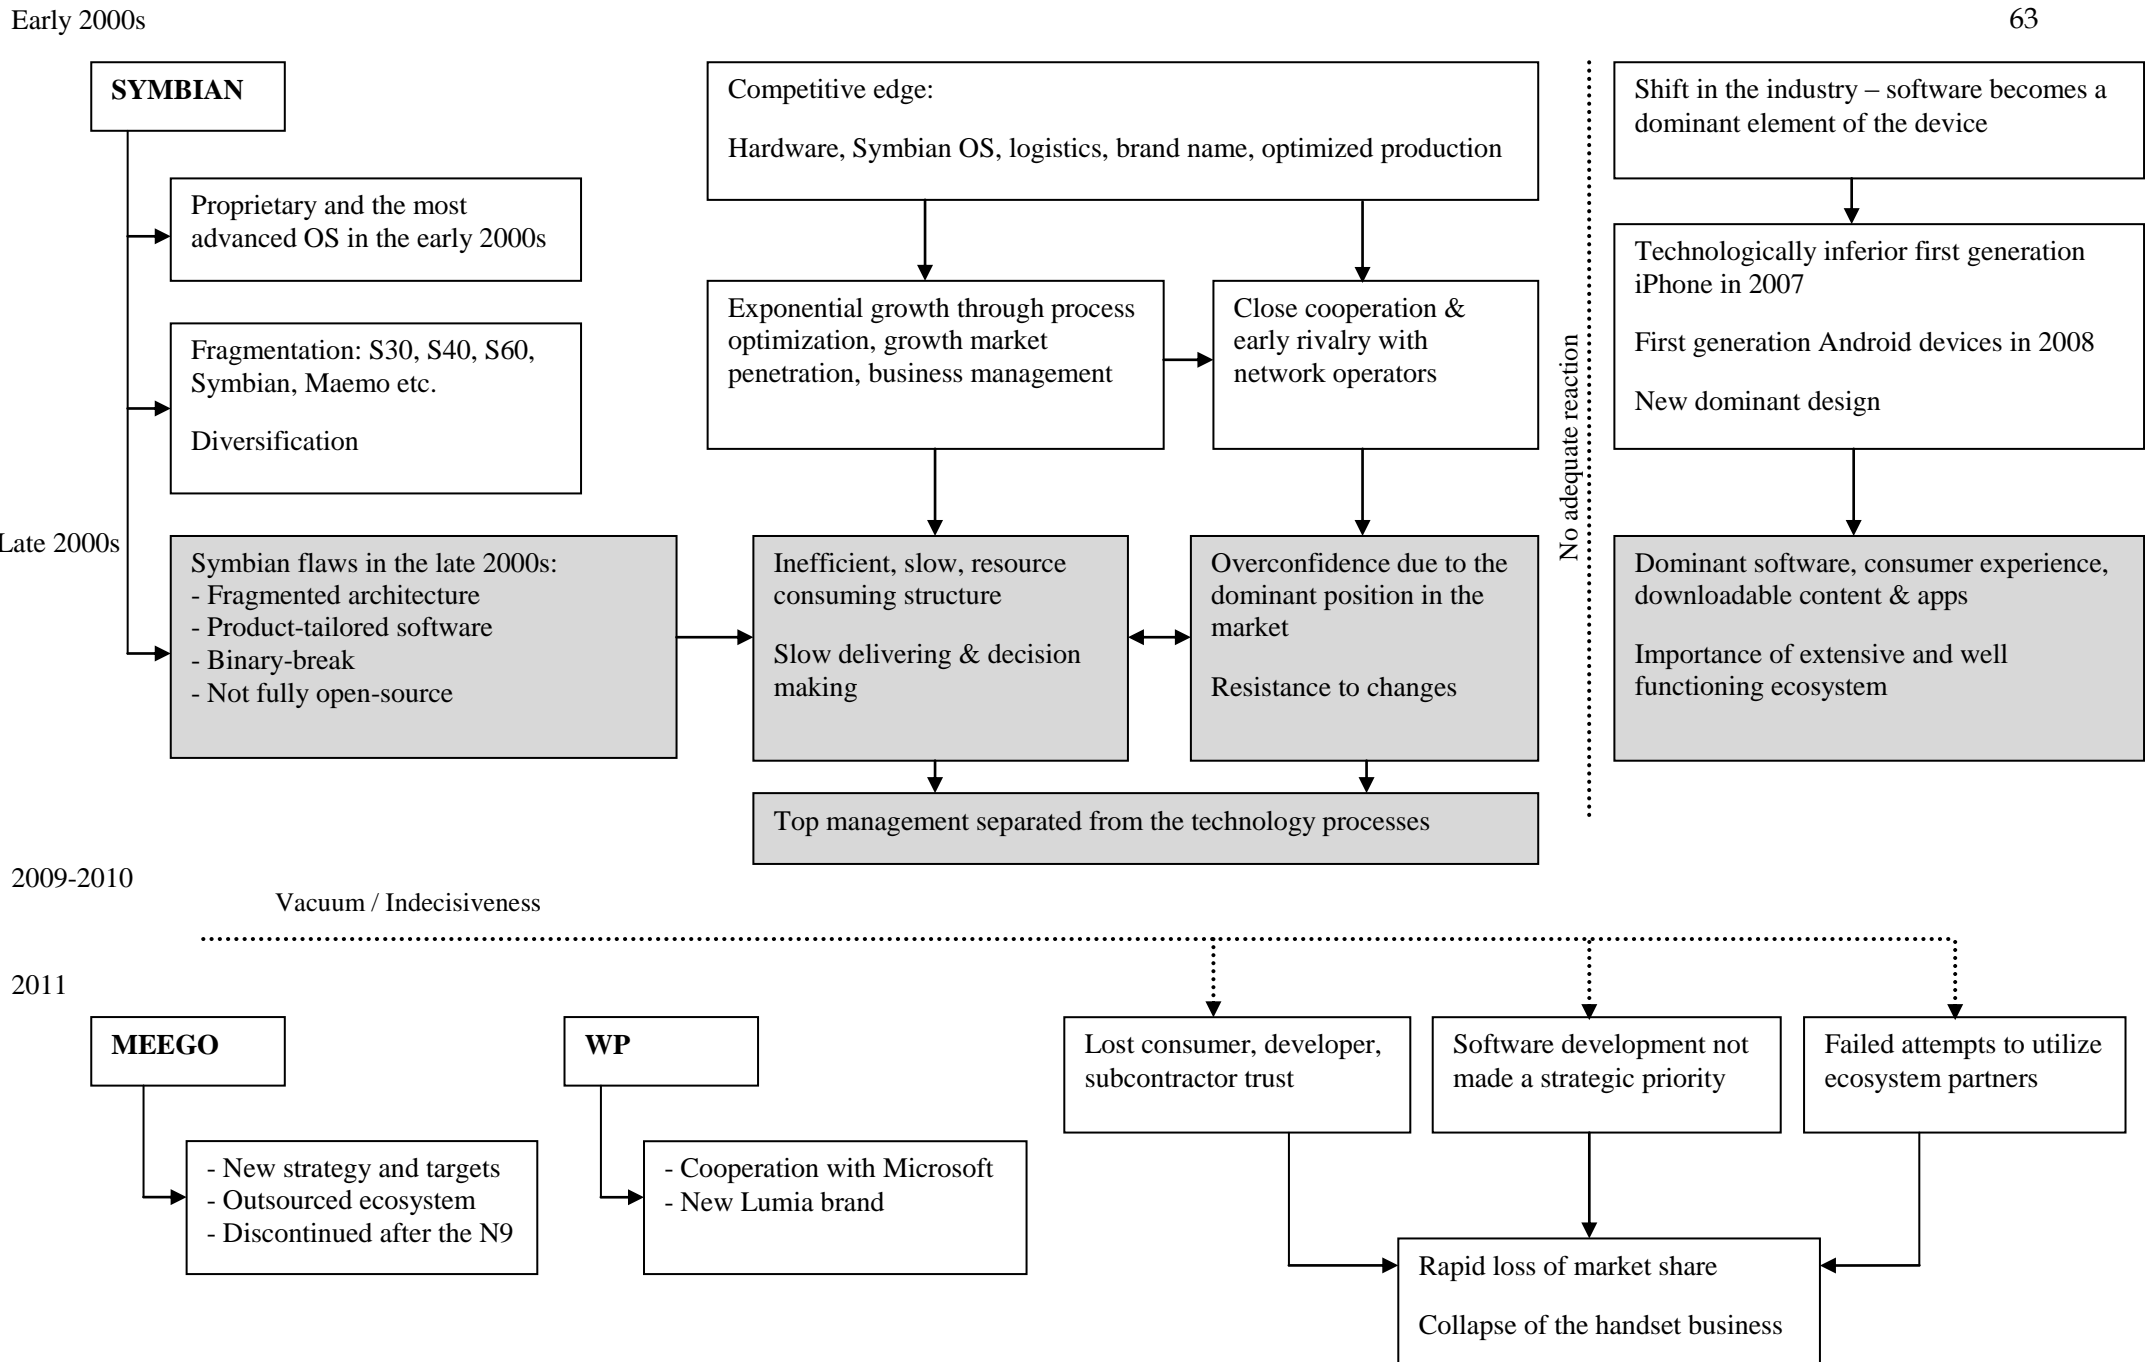 Early 2000s
63
SYMBIAN
Proprietary and the most
advanced OS in the early 2000s
Fragmentation: S30, S40, S60,
Symbian, Maemo etc.
Diversification
Competitive edge:
Hardware, Symbian OS, logistics, brand name, optimized production
Exponential growth through process
optimization, growth market
penetration, business management
Close cooperation &
early rivalry with
network operators
No adequate reaction
Shift in the industry – software becomes a
dominant element of the device
Technologically inferior first generation
iPhone in 2007
First generation Android devices in 2008
New dominant design
Late 2000s
Symbian flaws in the late 2000s:
- Fragmented architecture
- Product-tailored software
- Binary-break
- Not fully open-source
Inefficient, slow, resource
consuming structure
Slow delivering & decision
making
Overconfidence due to the
dominant position in the
market
Resistance to changes
Dominant software, consumer experience,
downloadable content & apps
Importance of extensive and well
functioning ecosystem
Top management separated from the technology processes
2009-2010
Vacuum / Indecisiveness
2011
MEEGO
- New strategy and targets
- Outsourced ecosystem
- Discontinued after the N9
WP
- Cooperation with Microsoft
- New Lumia brand
Lost consumer, developer,
subcontractor trust
Software development not
made a strategic priority
Failed attempts to utilize
ecosystem partners
Rapid loss of market share
Collapse of the handset business